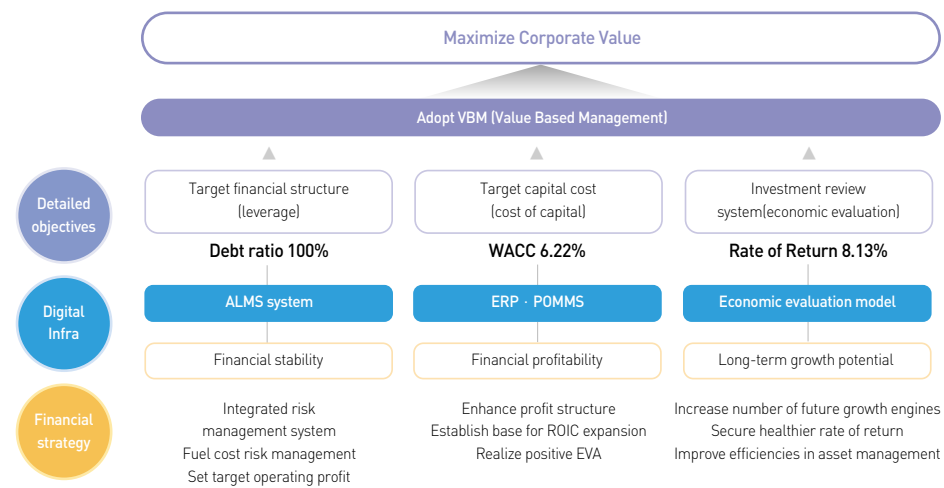 Maximize Corporate Value
Adopt VBM (Value Based Management)
Detailed
objectives
Target financial structure
(leverage)
Target capital cost
(cost of capital)
Investment review
system(economic evaluation)
Debt ratio 100%
WACC 6.22%
Rate of Return 8.13%
Digital
Infra
ALMS system
ERP · POMMS
Economic evaluation model
Financial stability
Financial profitability
Long-term growth potential
Financial
strategy
Integrated risk
management system
Fuel cost risk management
Set target operating profit
Enhance profit structure
Establish base for ROIC expansion
Realize positive EVA
Increase number of future growth engines
Secure healthier rate of return
Improve efficiencies in asset management